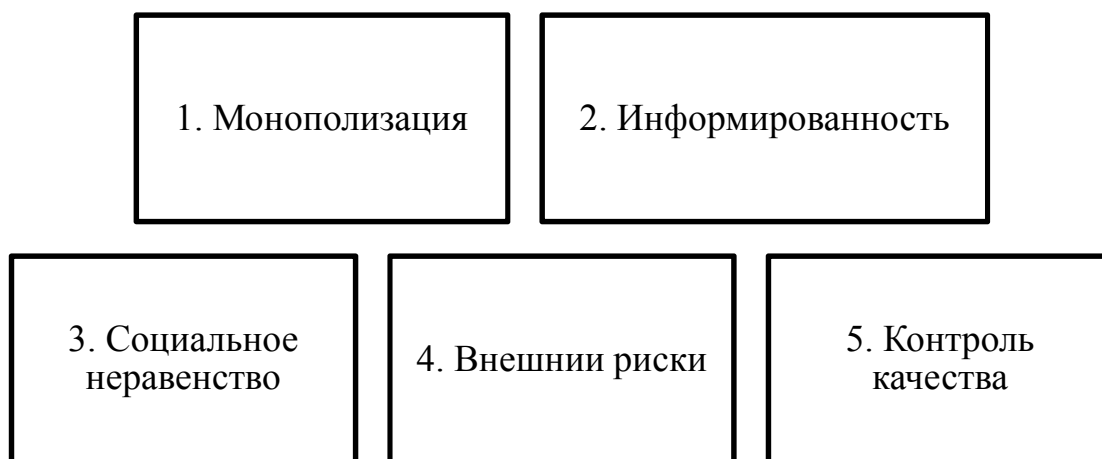 1. Монополизация
2. Информированность
3. Социальное
неравенство
4. Внешнии риски
5. Контроль
качества